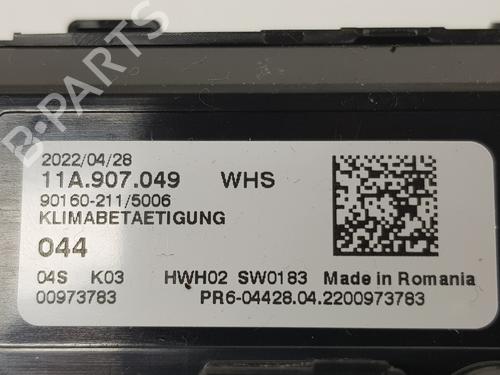 B-PARTS
2022/04/28
11A.907.049 WHS
90160-211/5006
KLIMABETAETIGUNG
044
04S K03 HWH02 SW0183 Made in Romania
00973783 PR6-04428.04.2200973783